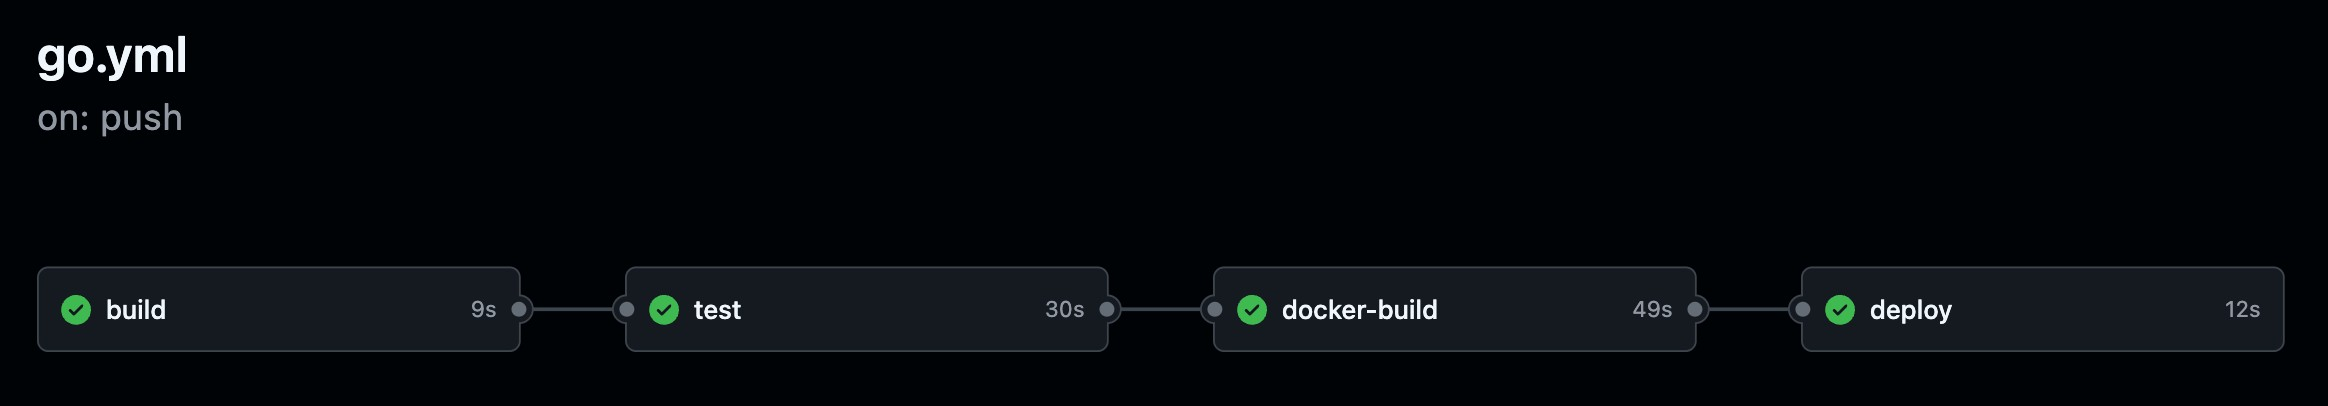 go.yml
on: push
build 9s
test 30s
docker-build 49s
deploy 12s